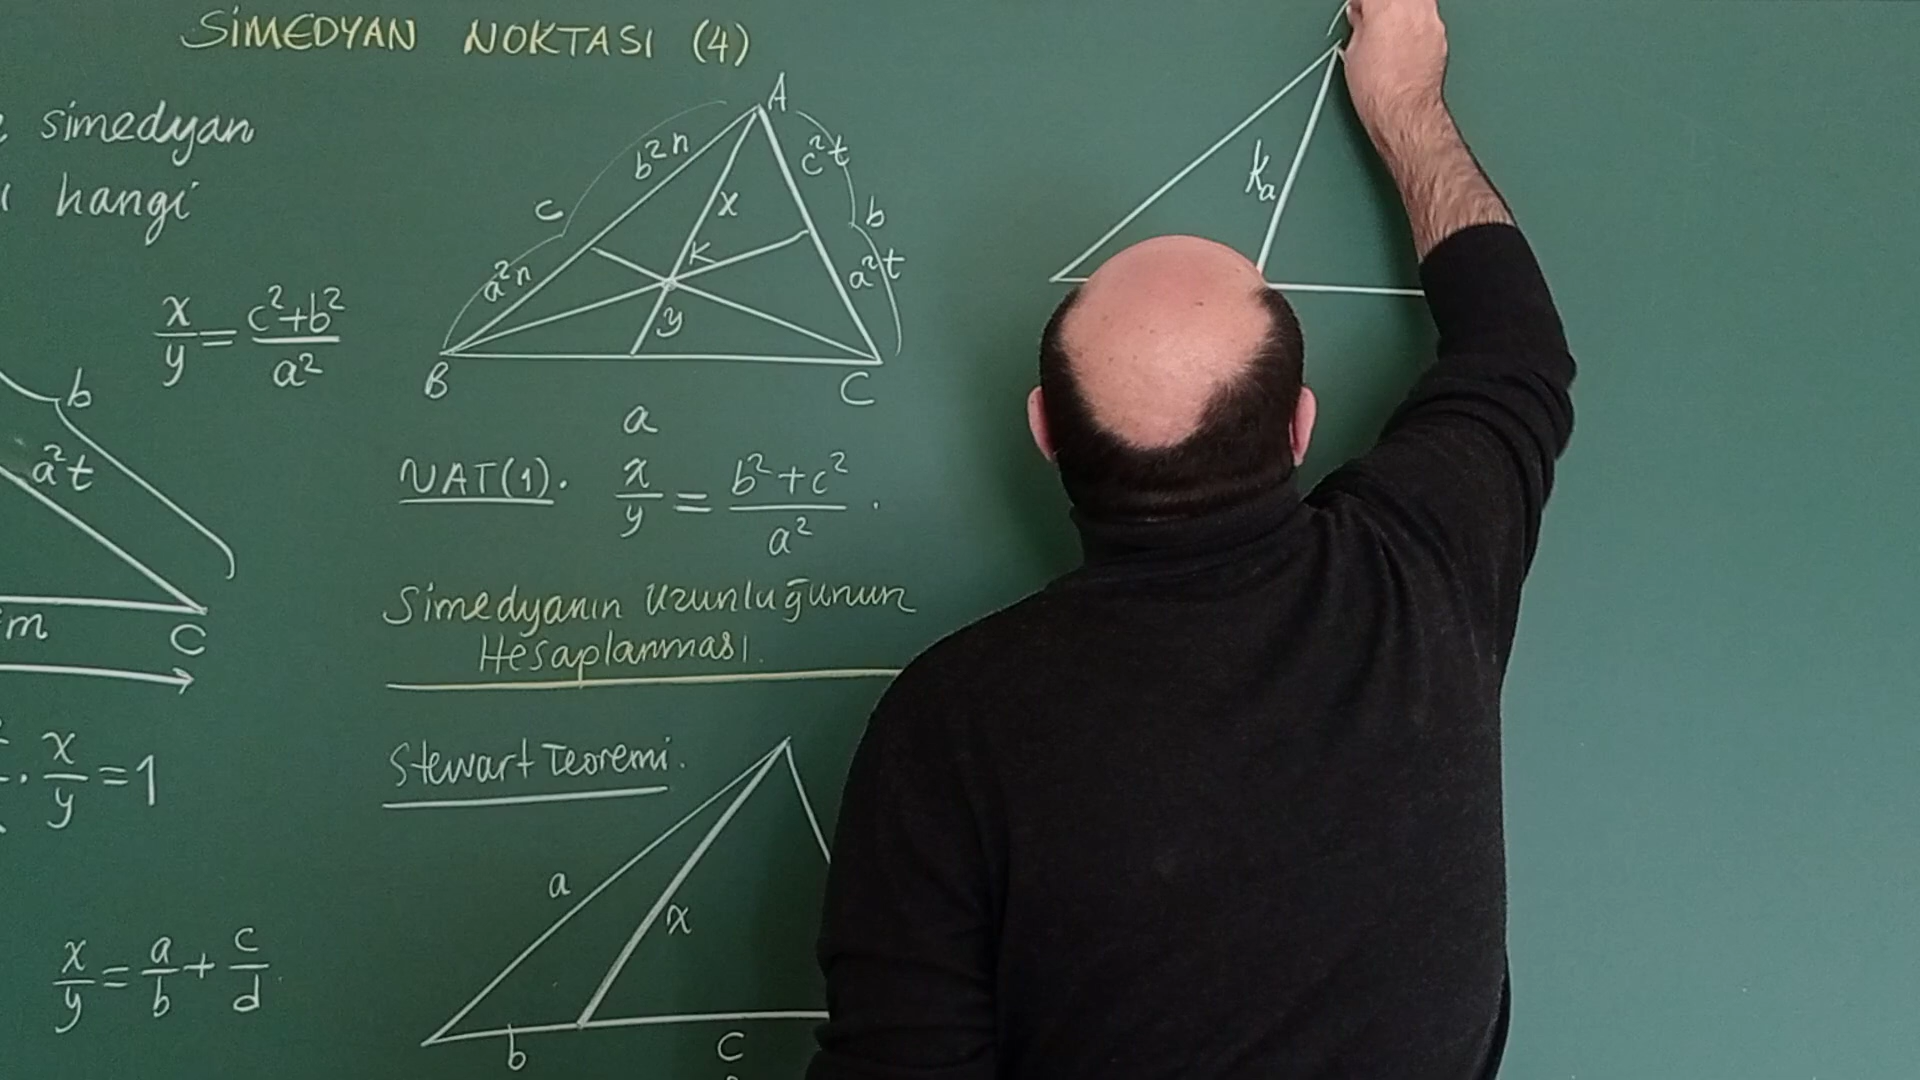 SİMEDYAN NOKTASI (4)
simedyan
hangi
x/y = c²+b²/a²
b
a²t
m
C
. x/y = 1
x/y = a/b + c/d
A
b²n
c²t
c
x
b
K
a²n
a²t
y
B
C
a
NAT(1). x/y = b²+c²/a².
Simedyanın Uzunluğunun
Hesaplanması.
Stewart Teoremi.
a
x
b
C
kₐ